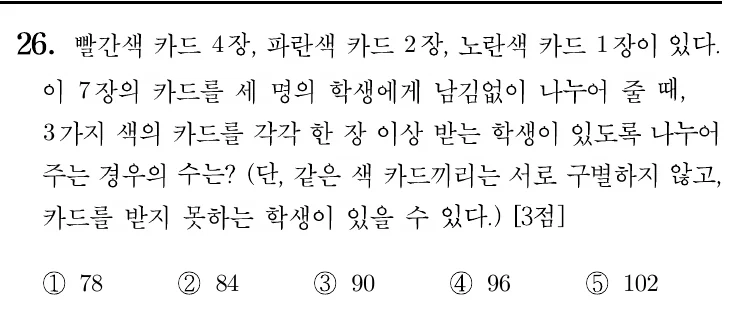 26. 빨간색 카드 4장, 파란색 카드 2장, 노란색 카드 1장이 있다.
이 7장의 카드를 세 명의 학생에게 남김없이 나누어 줄 때,
3가지 색의 카드를 각각 한 장 이상 받는 학생이 있도록 나누어
주는 경우의 수는? (단, 같은 색 카드끼리는 서로 구별하지 않고,
카드를 받지 못하는 학생이 있을 수 있다.) [3점]
① 78 ② 84 ③ 90 ④ 96 ⑤ 102